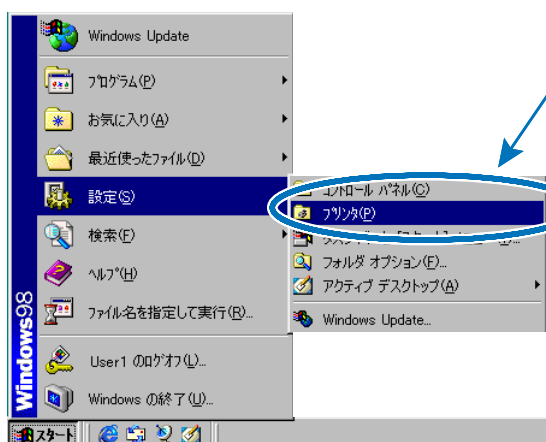 Windows Update
プログラム(P)
お気に入り(A)
最近使ったファイル(D)
設定(S)
検索(F)
ヘルプ(H)
ファイル名を指定して実行(R)...
User1 のログオフ(L)...
Windows の終了(U)...
Windows98
スタート
コントロール パネル(C)
プリンタ(P)
フォルダ オプション(F)...
アクティブ デスクトップ(A)
Windows Update...